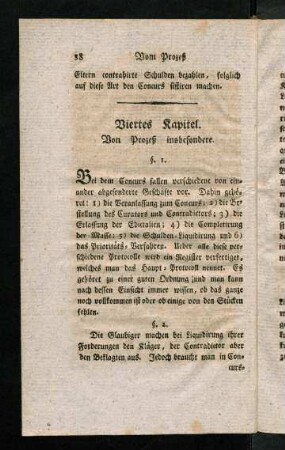 28 Vom Prozeß
Eltern contrahirte Schulden bezahlen, folglich
auf diese Art den Concurs sistiren machen.
Viertes Kapitel.
Von Prozeß insbesondere.
§. 1.
Bei dem Concurs fallen verschiedene von ein-
ander abgesonderte Geschäfte vor. Dahin gehö-
ret: 1) die Veranlassung zum Concurs; 2) die Be-
stellung des Curators und Contradictors; 3) die
Erlassung der Edictalien; 4) die Completirung
der Masse; 5) die Schulden-Liquidirung und 6)
das Prioritäts-Verfahren. Ueber alle diese ver-
schiedene Protocolle wird ein Register verfertiget,
welches man das Haupt-Protocoll nennet. Es
gehöret zu einer guten Ordnung und man kann
nach dessen Einsicht immer wissen, ob das ganze
noch vollkommen ist oder ob einige von den Stücken
fehlen.
§. 2.
Die Glaubiger machen bei Liquidirung ihrer
Forderungen den Kläger, der Contradictor aber
den Beklagten aus. Jedoch braucht man in Con-
curs-